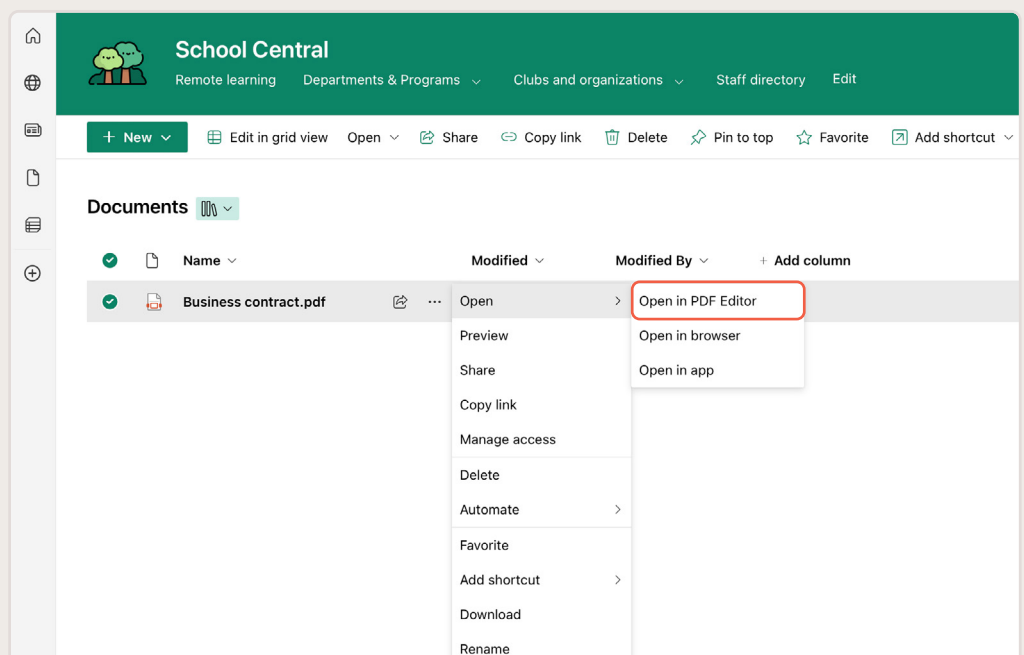 School Central
Remote learning Departments & Programs Clubs and organizations Staff directory Edit
+ New Edit in grid view Open Share Copy link Delete Pin to top Favorite Add shortcut
Documents
Name Modified Modified By + Add column
Business contract.pdf ... Open Open in PDF Editor
Preview Open in browser
Share Open in app
Copy link
Manage access
Delete
Automate
Favorite
Add shortcut
Download
Rename